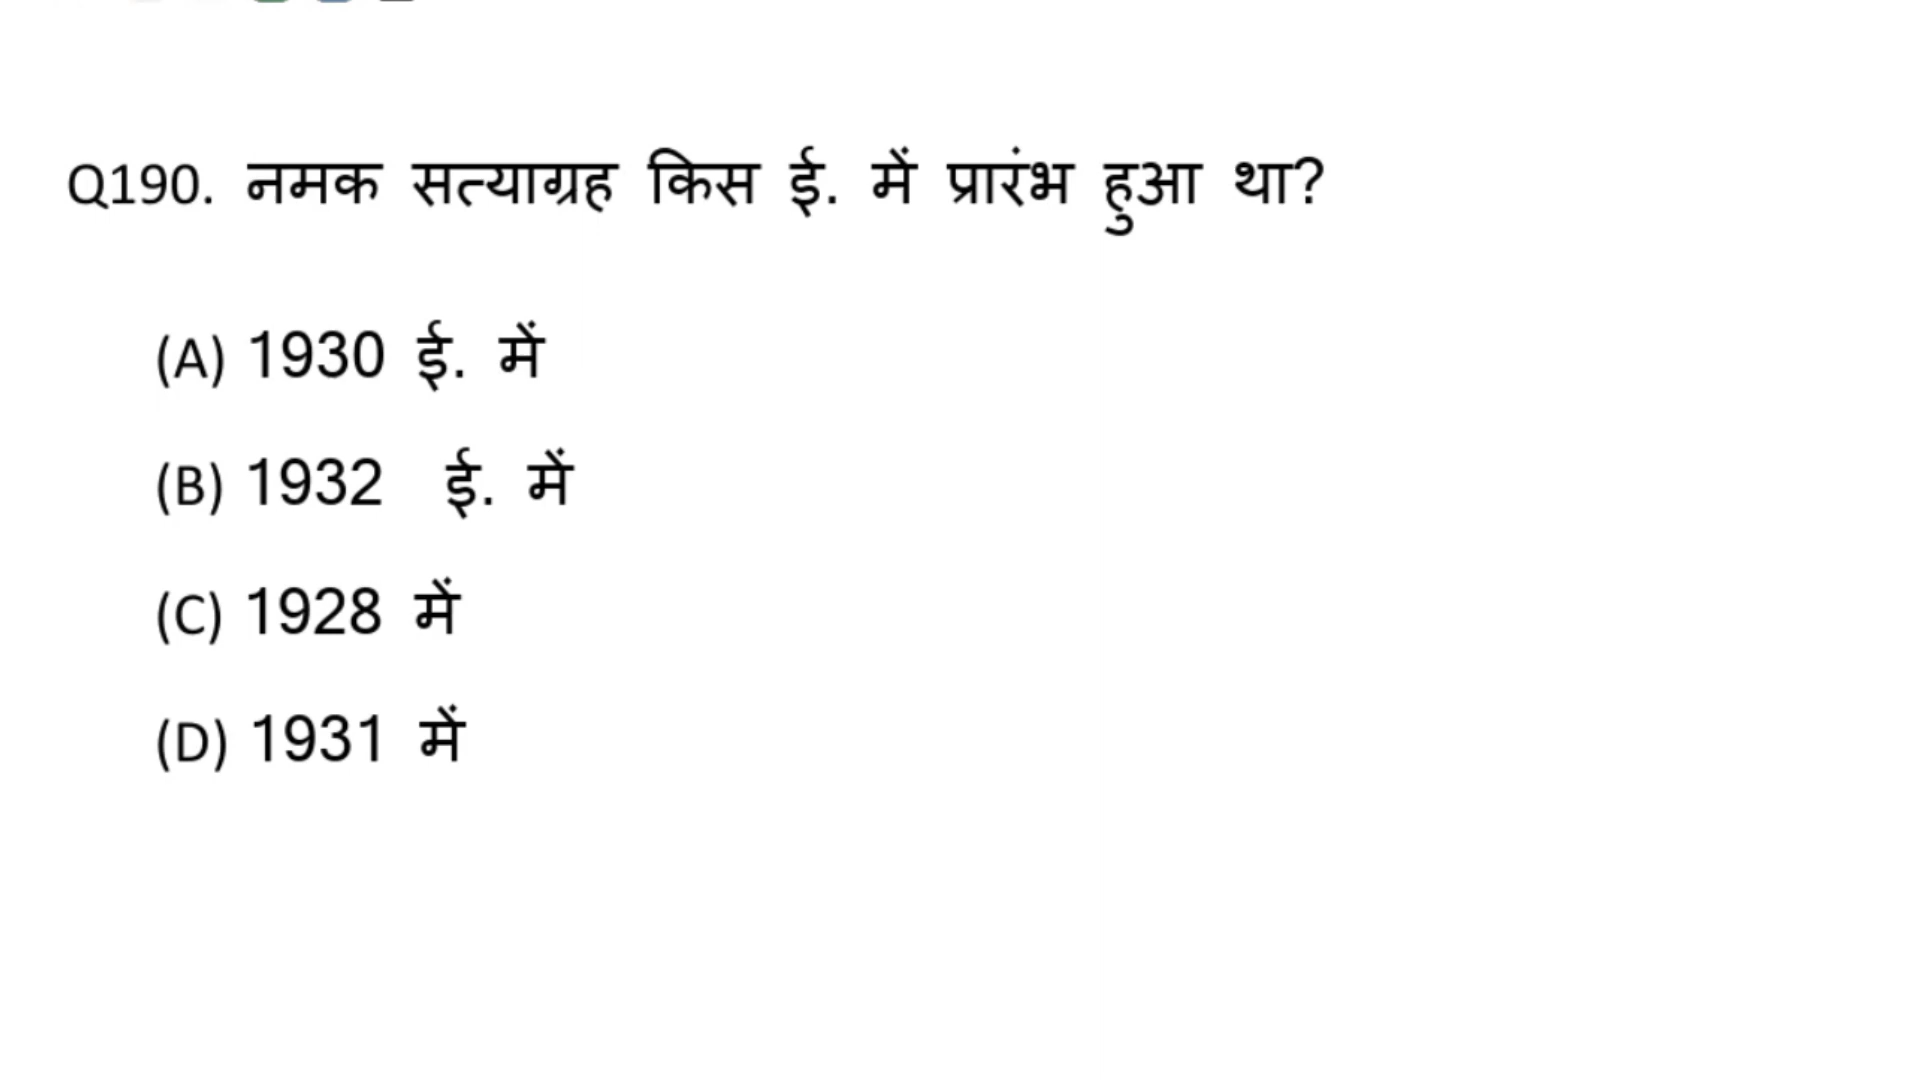 Q190. नमक सत्याग्रह किस ई. में प्रारंभ हुआ था?
(A) 1930 ई. में
(B) 1932 ई. में
(C) 1928 में
(D) 1931 में